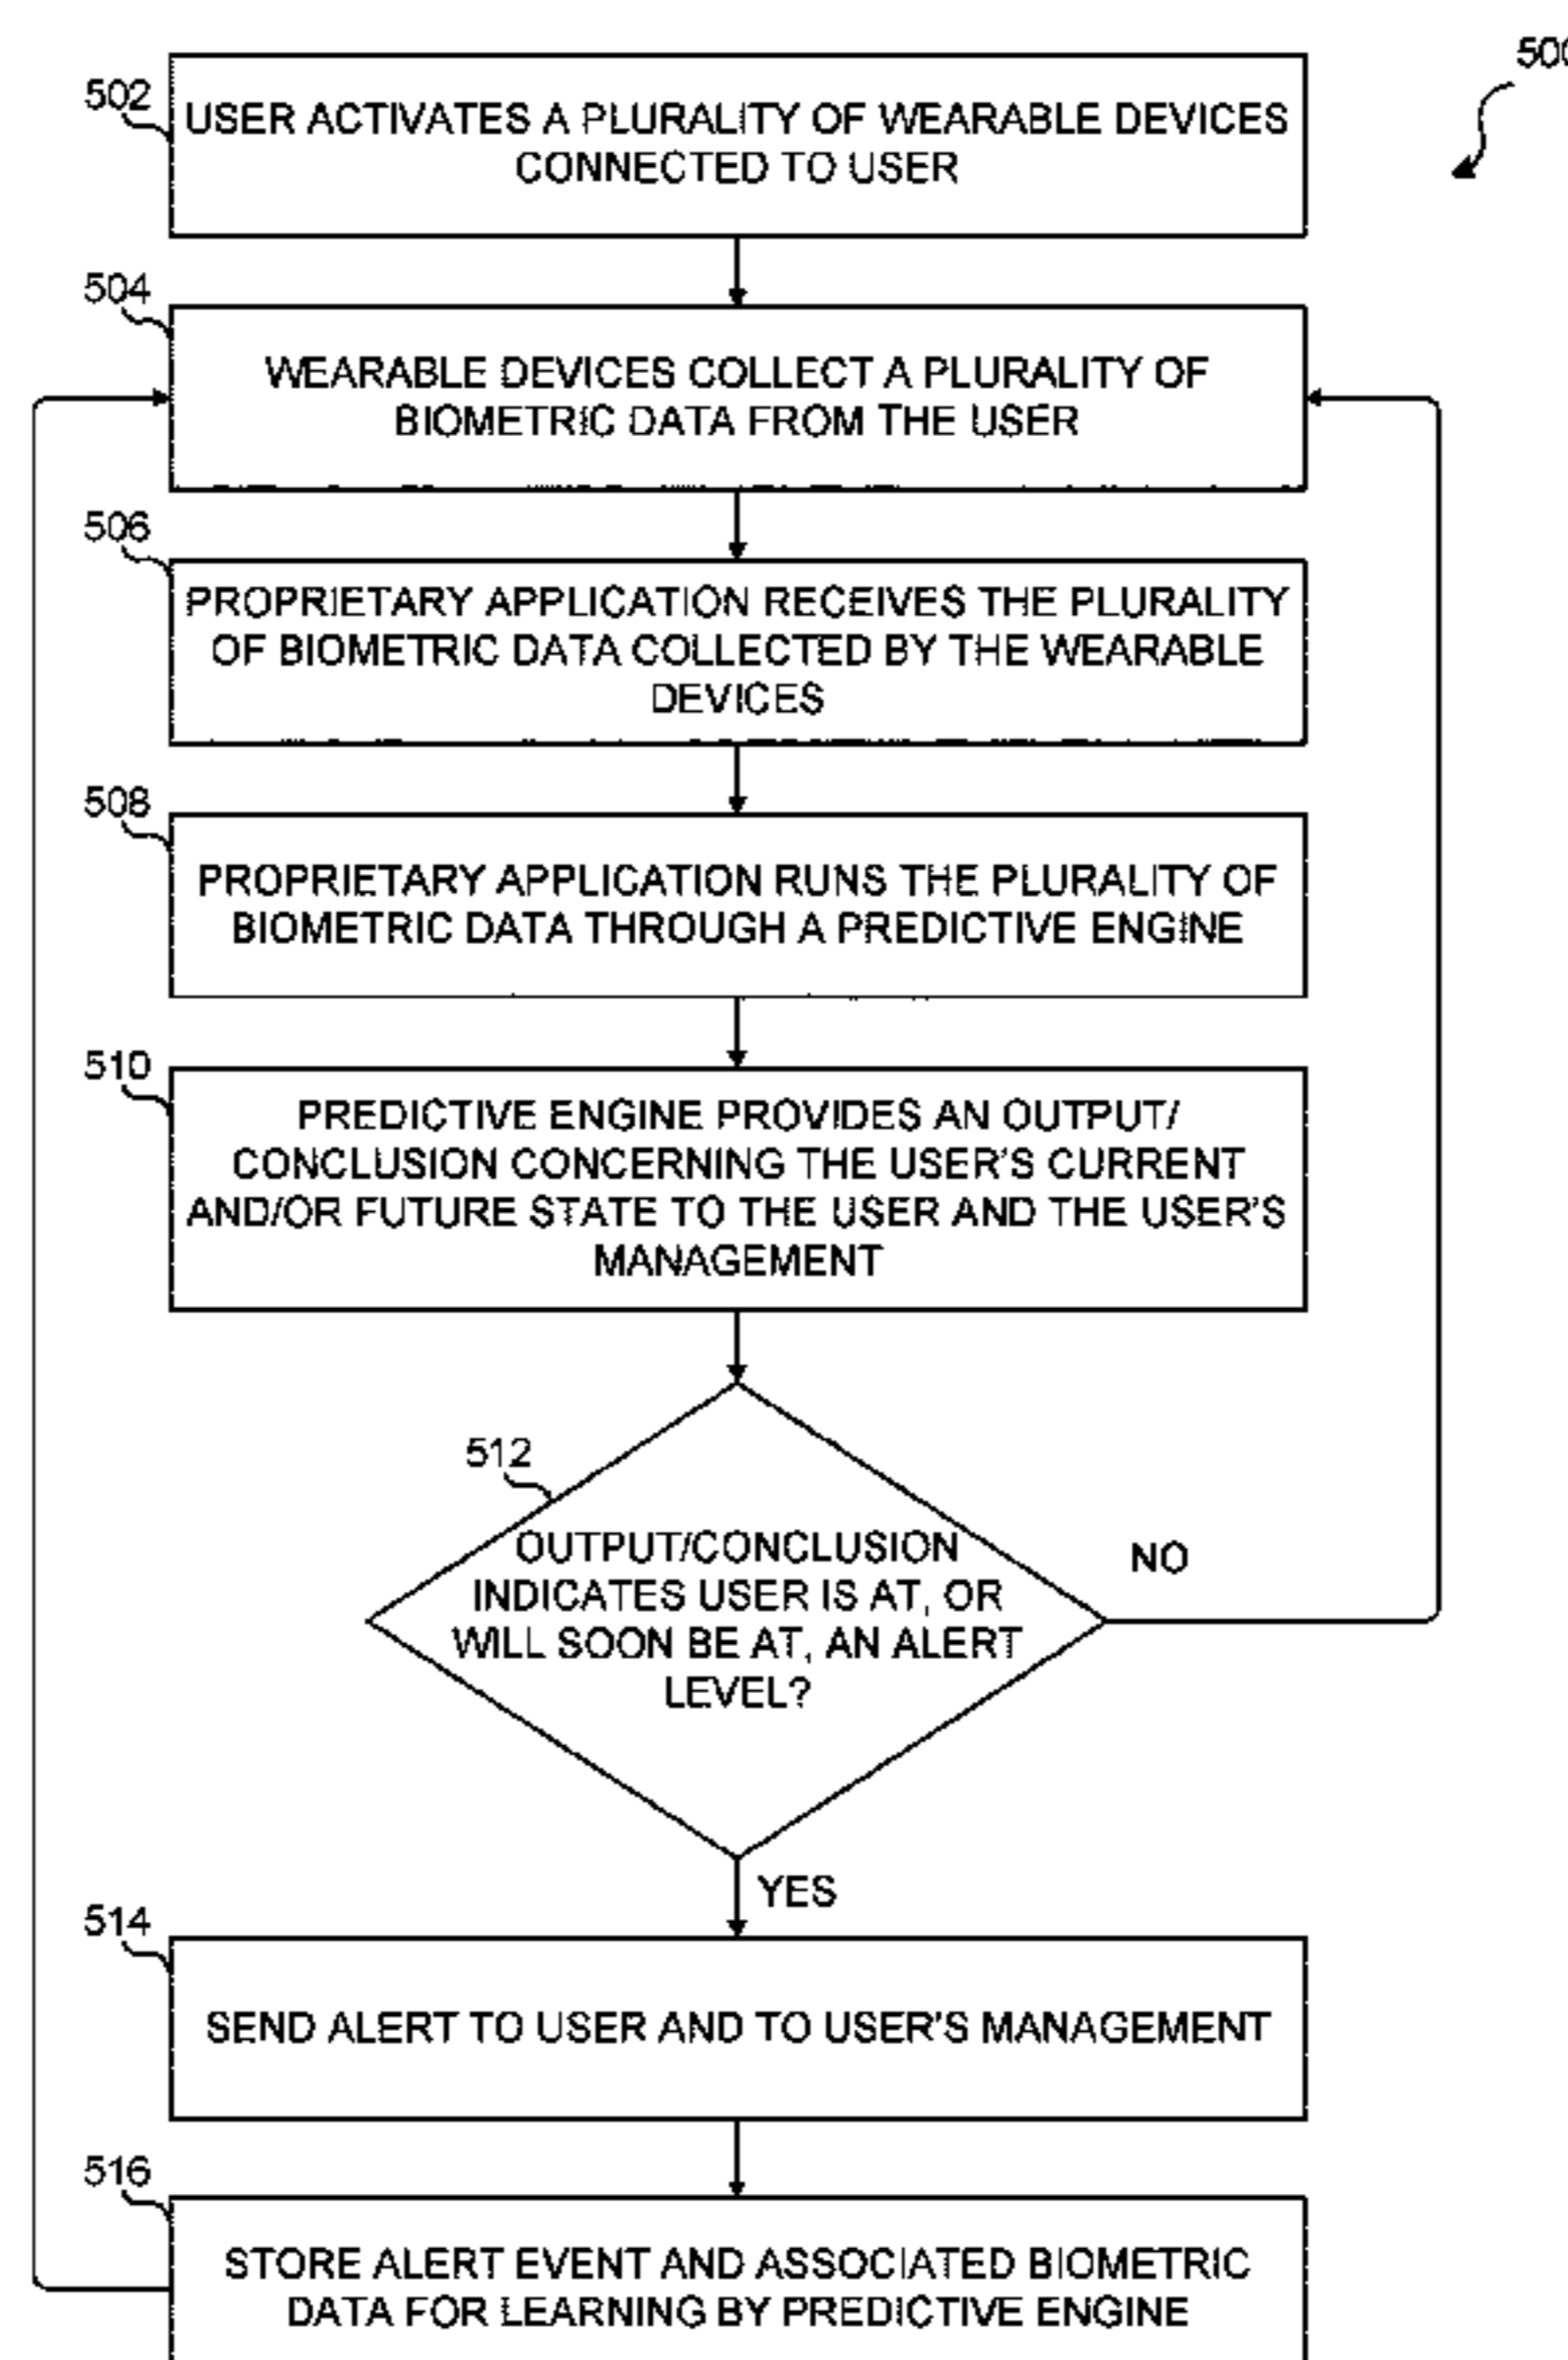 500
502
USER ACTIVATES A PLURALITY OF WEARABLE DEVICES
CONNECTED TO USER
504
WEARABLE DEVICES COLLECT A PLURALITY OF
BIOMETRIC DATA FROM THE USER
506
PROPRIETARY APPLICATION RECEIVES THE PLURALITY
OF BIOMETRIC DATA COLLECTED BY THE WEARABLE
DEVICES
508
PROPRIETARY APPLICATION RUNS THE PLURALITY OF
BIOMETRIC DATA THROUGH A PREDICTIVE ENGINE
510
PREDICTIVE ENGINE PROVIDES AN OUTPUT/
CONCLUSION CONCERNING THE USER'S CURRENT
AND/OR FUTURE STATE TO THE USER AND THE USER'S
MANAGEMENT
512
OUTPUT/CONCLUSION
INDICATES USER IS AT, OR
WILL SOON BE AT, AN ALERT
LEVEL?
NO
YES
514
SEND ALERT TO USER AND TO USER'S MANAGEMENT
516
STORE ALERT EVENT AND ASSOCIATED BIOMETRIC
DATA FOR LEARNING BY PREDICTIVE ENGINE